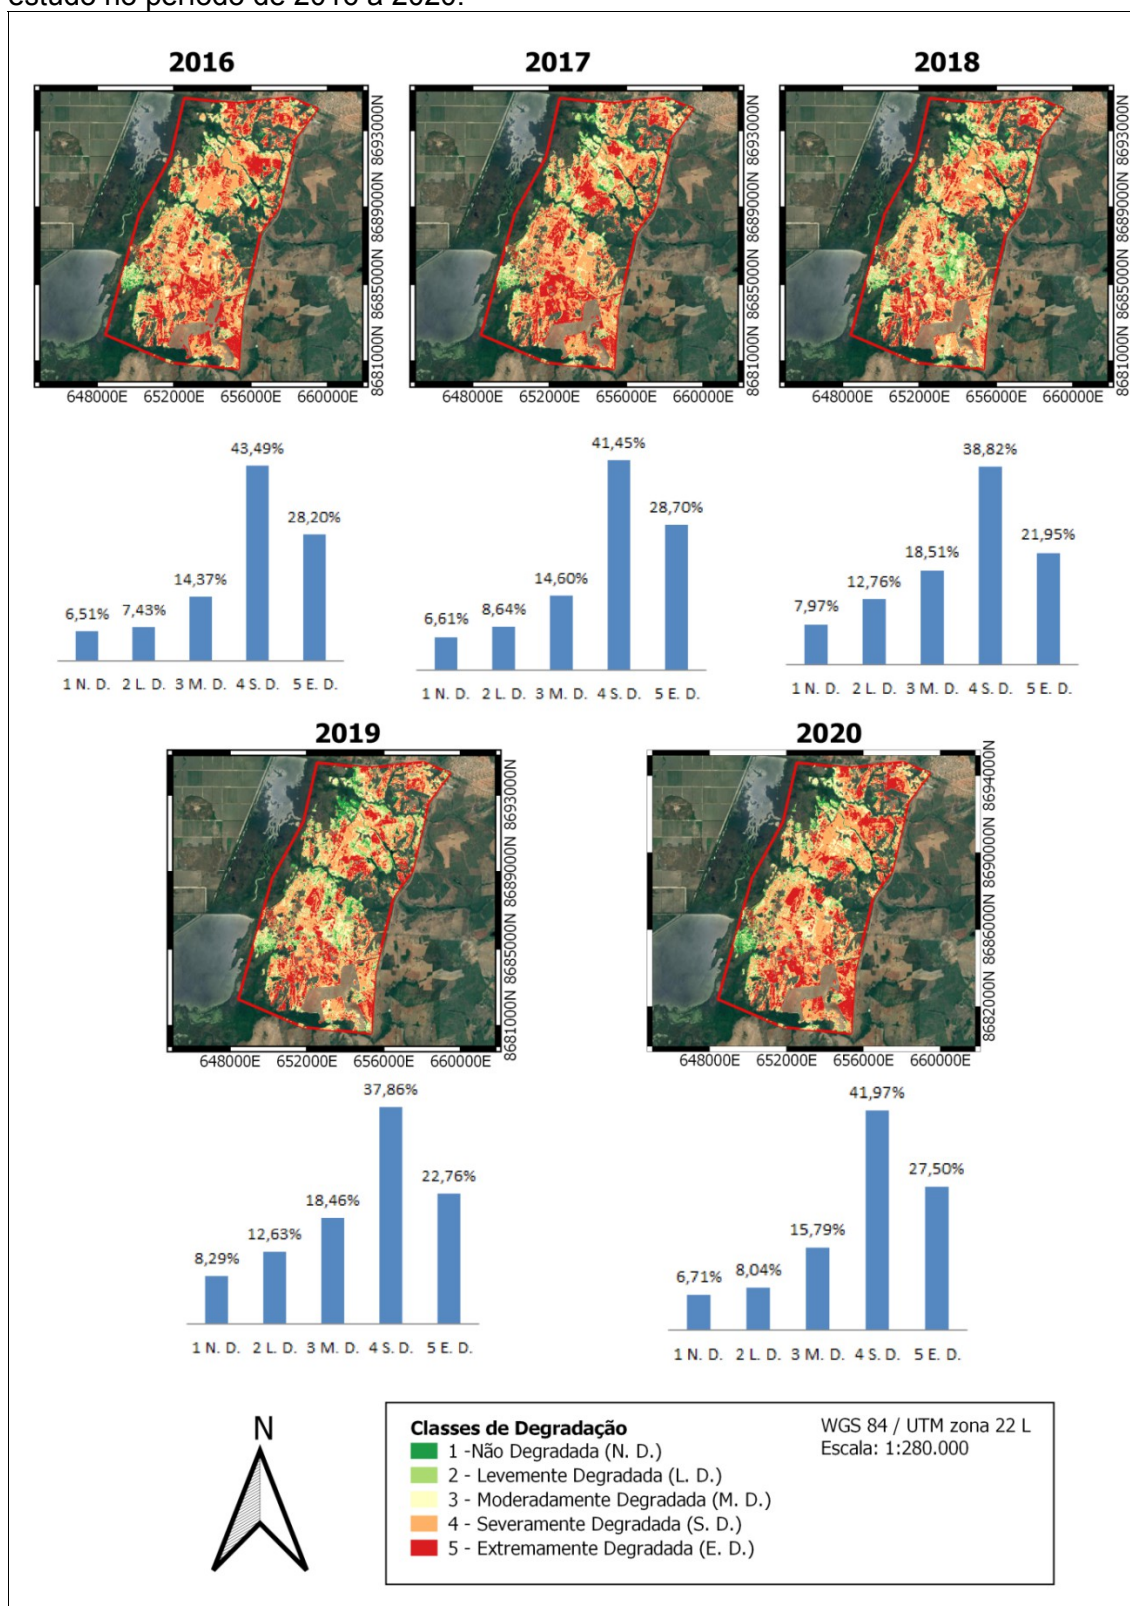 estudo no período de 2016 a 2020.
2016
2017
2018
8693000N
8689000N
8685000N
8681000N
648000E 652000E 656000E 660000E
8693000N
8689000N
8685000N
8681000N
648000E 652000E 656000E 660000E
8693000N
8689000N
8685000N
8681000N
648000E 652000E 656000E 660000E
6,51%
7,43%
14,37%
43,49%
28,20%
1 N. D. 2 L. D. 3 M. D. 4 S. D. 5 E. D.
6,61%
8,64%
14,60%
41,45%
28,70%
1 N. D. 2 L. D. 3 M. D. 4 S. D. 5 E. D.
7,97%
12,76%
18,51%
38,82%
21,95%
1 N. D. 2 L. D. 3 M. D. 4 S. D. 5 E. D.
2019
2020
8693000N
8689000N
8685000N
8681000N
648000E 652000E 656000E 660000E
8694000N
8690000N
8686000N
8682000N
648000E 652000E 656000E 660000E
8,29%
12,63%
18,46%
37,86%
22,76%
1 N. D. 2 L. D. 3 M. D. 4 S. D. 5 E. D.
6,71%
8,04%
15,79%
41,97%
27,50%
1 N. D. 2 L. D. 3 M. D. 4 S. D. 5 E. D.
N
Classes de Degradação
1 -Não Degradada (N. D.)
2 - Levemente Degradada (L. D.)
3 - Moderadamente Degradada (M. D.)
4 - Severamente Degradada (S. D.)
5 - Extremamente Degradada (E. D.)
WGS 84 / UTM zona 22 L
Escala: 1:280.000